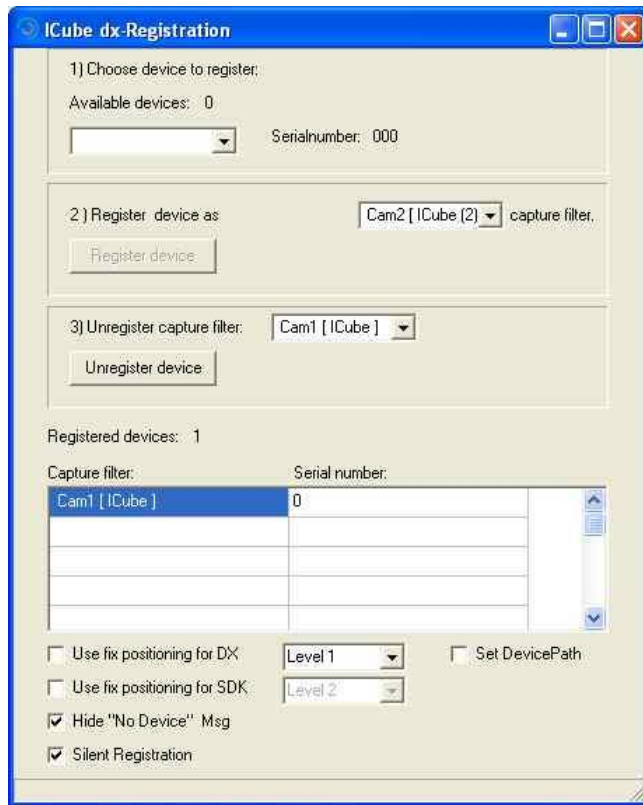 ICube dx-Registration
1) Choose device to register:
Available devices: 0
Serialnumber: 000
2 ) Register device as Cam2 [ ICube (2) capture filter.
Register device
3) Unregister capture filter: Cam1 [ ICube ]
Unregister device
Registered devices: 1
Capture filter: Serial number:
Cam1 [ ICube ] 0
Use fix positioning for DX Level 1 Set DevicePath
Use fix positioning for SDK Level 2
Hide "No Device" Msg
Silent Registration